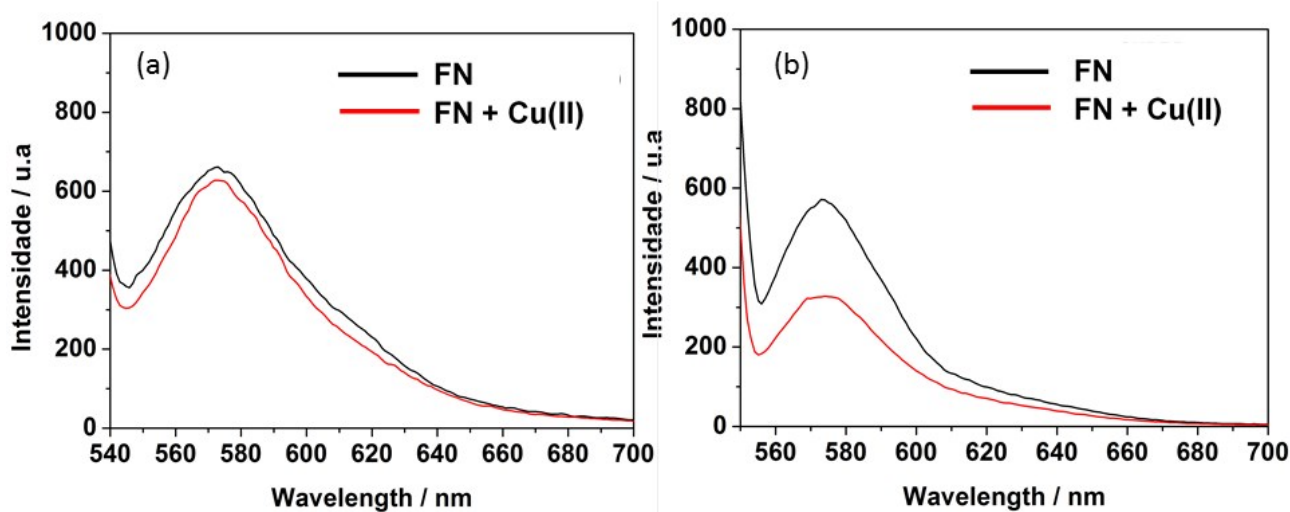 (a)
FN
FN + Cu(II)
Intensidade / u.a
1000
800
600
400
200
0
540 560 580 600 620 640 660 680 700
Wavelength / nm
(b)
FN
FN + Cu(II)
Intensidade / u.a
1000
800
600
400
200
0
560 580 600 620 640 660 680 700
Wavelength / nm